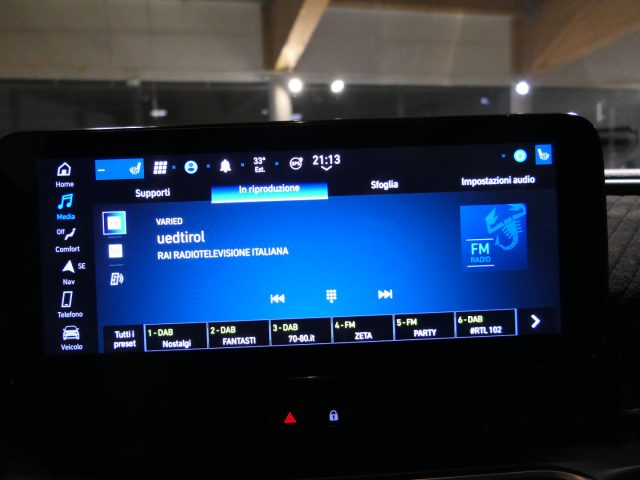 33°
Est.
21:13
Home
Media
Off
Comfort
SE
Nav
Telefono
Veicolo
Supporti
In riproduzione
Sfoglia
Impostazioni audio
VARIED
uedtirol
RAI RADIOTELEVISIONE ITALIANA
FM
RADIO
Tutti i
preset
1 - DAB
Nostalgi
2 - DAB
FANTASTI
3 - DAB
70-80.it
4 - FM
ZETA
5 - FM
PARTY
6 - DAB
#RTL 102